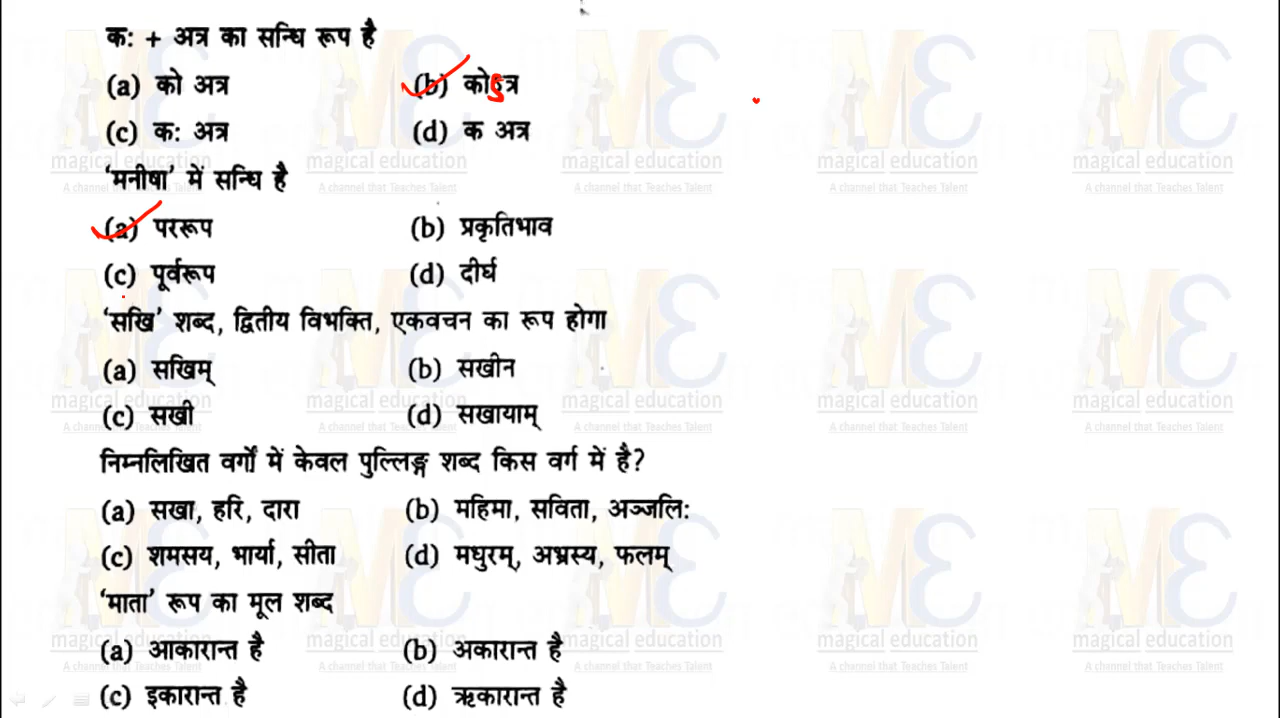 कः + अत्र का सन्धि रूप है
(a) को अत्र (b) कोऽत्र
(c) कः अत्र (d) क अत्र
‘मनीषा’ में सन्धि है
(a) पररूप (b) प्रकृतिभाव
(c) पूर्वरूप (d) दीर्घ
‘सखि’ शब्द, द्वितीय विभक्ति, एकवचन का रूप होगा
(a) सखिम् (b) सखीन
(c) सखी (d) सखायाम्
निम्नलिखित वर्गों में केवल पुल्लिङ्ग शब्द किस वर्ग में है?
(a) सखा, हरि, दारा (b) महिमा, सविता, अञ्जलिः
(c) शमसय, भार्या, सीता (d) मधुरम्, अभ्रस्य, फलम्
‘माता’ रूप का मूल शब्द
(a) आकारान्त है (b) अकारान्त है
(c) इकारान्त है (d) ऋकारान्त है
magical education
A channel that Teaches Talent